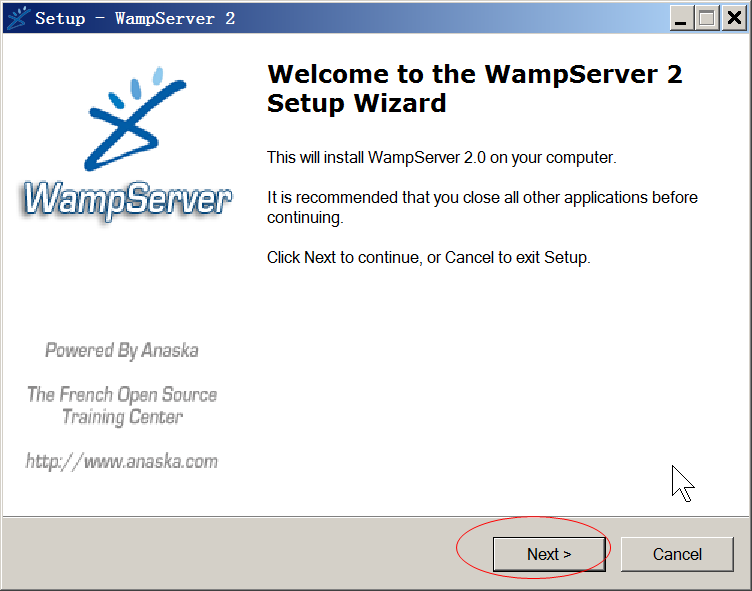 Setup - WampServer 2
Welcome to the WampServer 2
Setup Wizard
This will install WampServer 2.0 on your computer.
It is recommended that you close all other applications before
continuing.
Click Next to continue, or Cancel to exit Setup.
WampServer
Powered By Anaska
The French Open Source
Training Center
http://www.anaska.com
Next >
Cancel